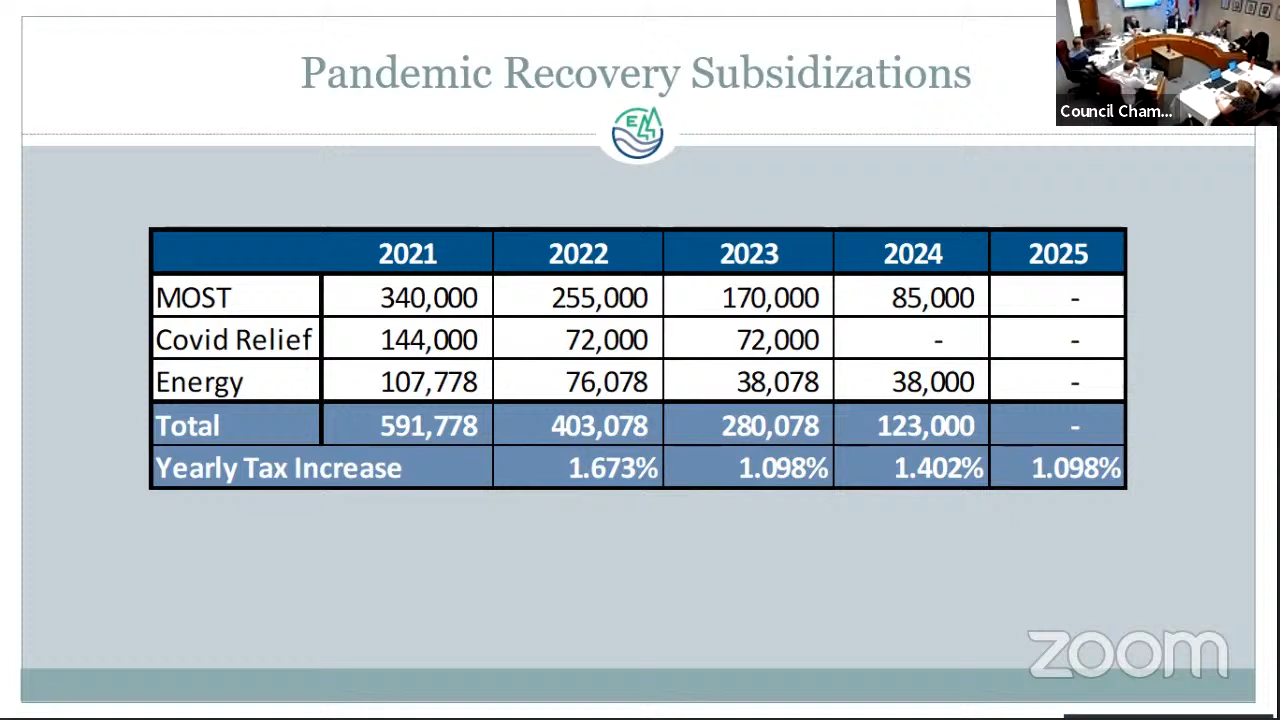 Pandemic Recovery Subsidizations
Council Cham...
E
2021 2022 2023 2024 2025
MOST 340,000 255,000 170,000 85,000 -
Covid Relief 144,000 72,000 72,000 - -
Energy 107,778 76,078 38,078 38,000 -
Total 591,778 403,078 280,078 123,000 -
Yearly Tax Increase 1.673% 1.098% 1.402% 1.098%
zoom